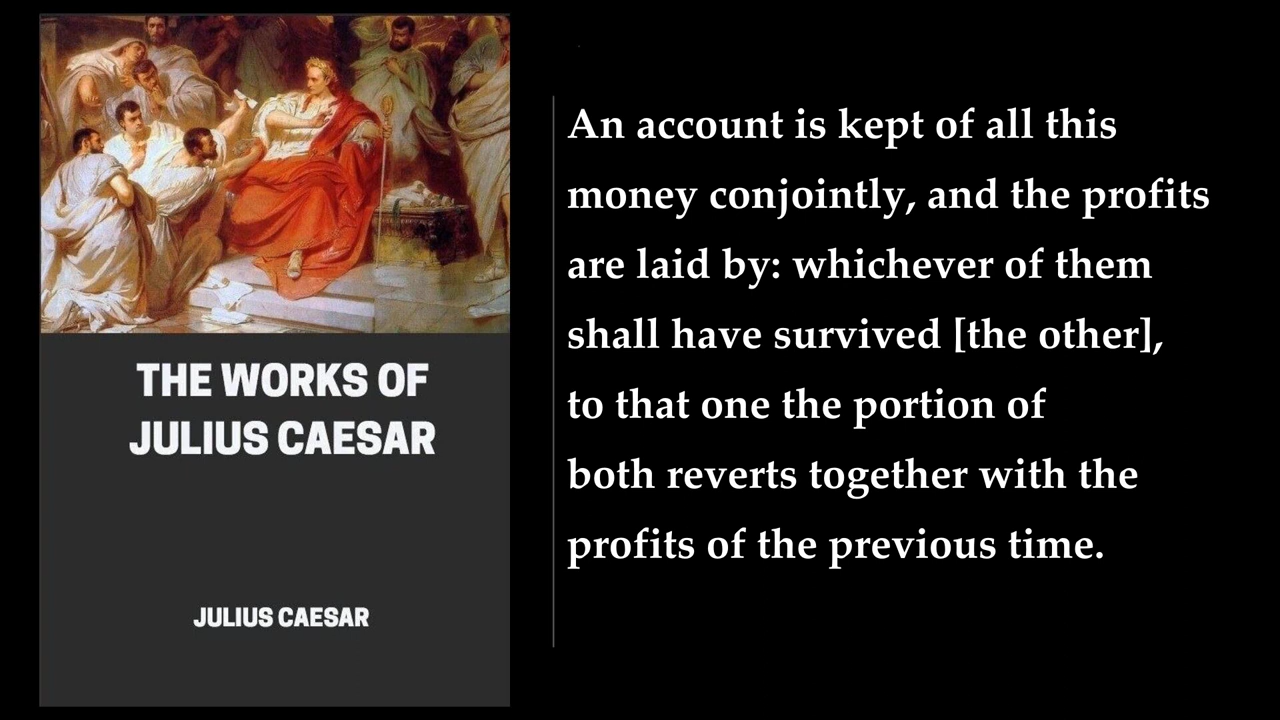 THE WORKS OF
JULIUS CAESAR
JULIUS CAESAR
An account is kept of all this
money conjointly, and the profits
are laid by: whichever of them
shall have survived [the other],
to that one the portion of
both reverts together with the
profits of the previous time.